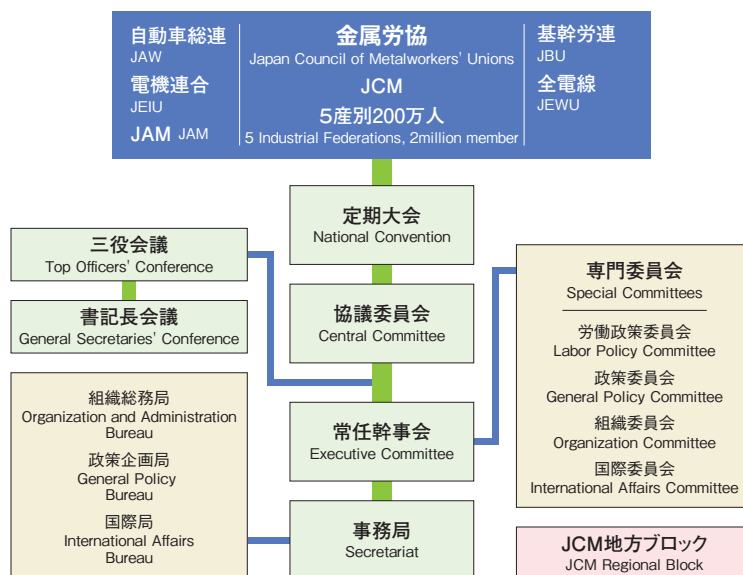 自動車総連
JAW
電機連合
JEIU
JAM JAM
金属労協
Japan Council of Metalworkers' Unions
JCM
5産別200万人
5 Industrial Federations, 2million member
基幹労連
JBU
全電線
JEWU
定期大会
National Convention
三役会議
Top Officers' Conference
書記長会議
General Secretaries' Conference
協議委員会
Central Committee
専門委員会
Special Committees
労働政策委員会
Labor Policy Committee
政策委員会
General Policy Committee
組織委員会
Organization Committee
国際委員会
International Affairs Committee
組織総務局
Organization and Administration
Bureau
政策企画局
General Policy
Bureau
国際局
International Affairs
Bureau
常任幹事会
Executive Committee
事務局
Secretariat
JCM地方ブロック
JCM Regional Block